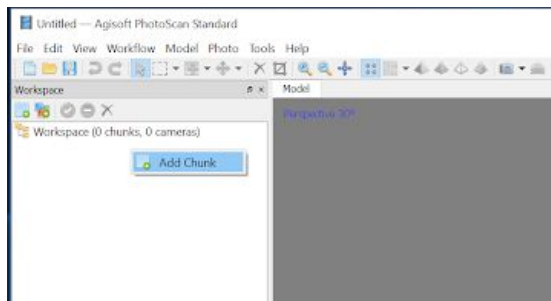 Untitled — Agisoft PhotoScan Standard
File Edit View Workflow Model Photo Tools Help
Workspace
Model
Perspective 30°
Workspace (0 chunks, 0 cameras)
Add Chunk